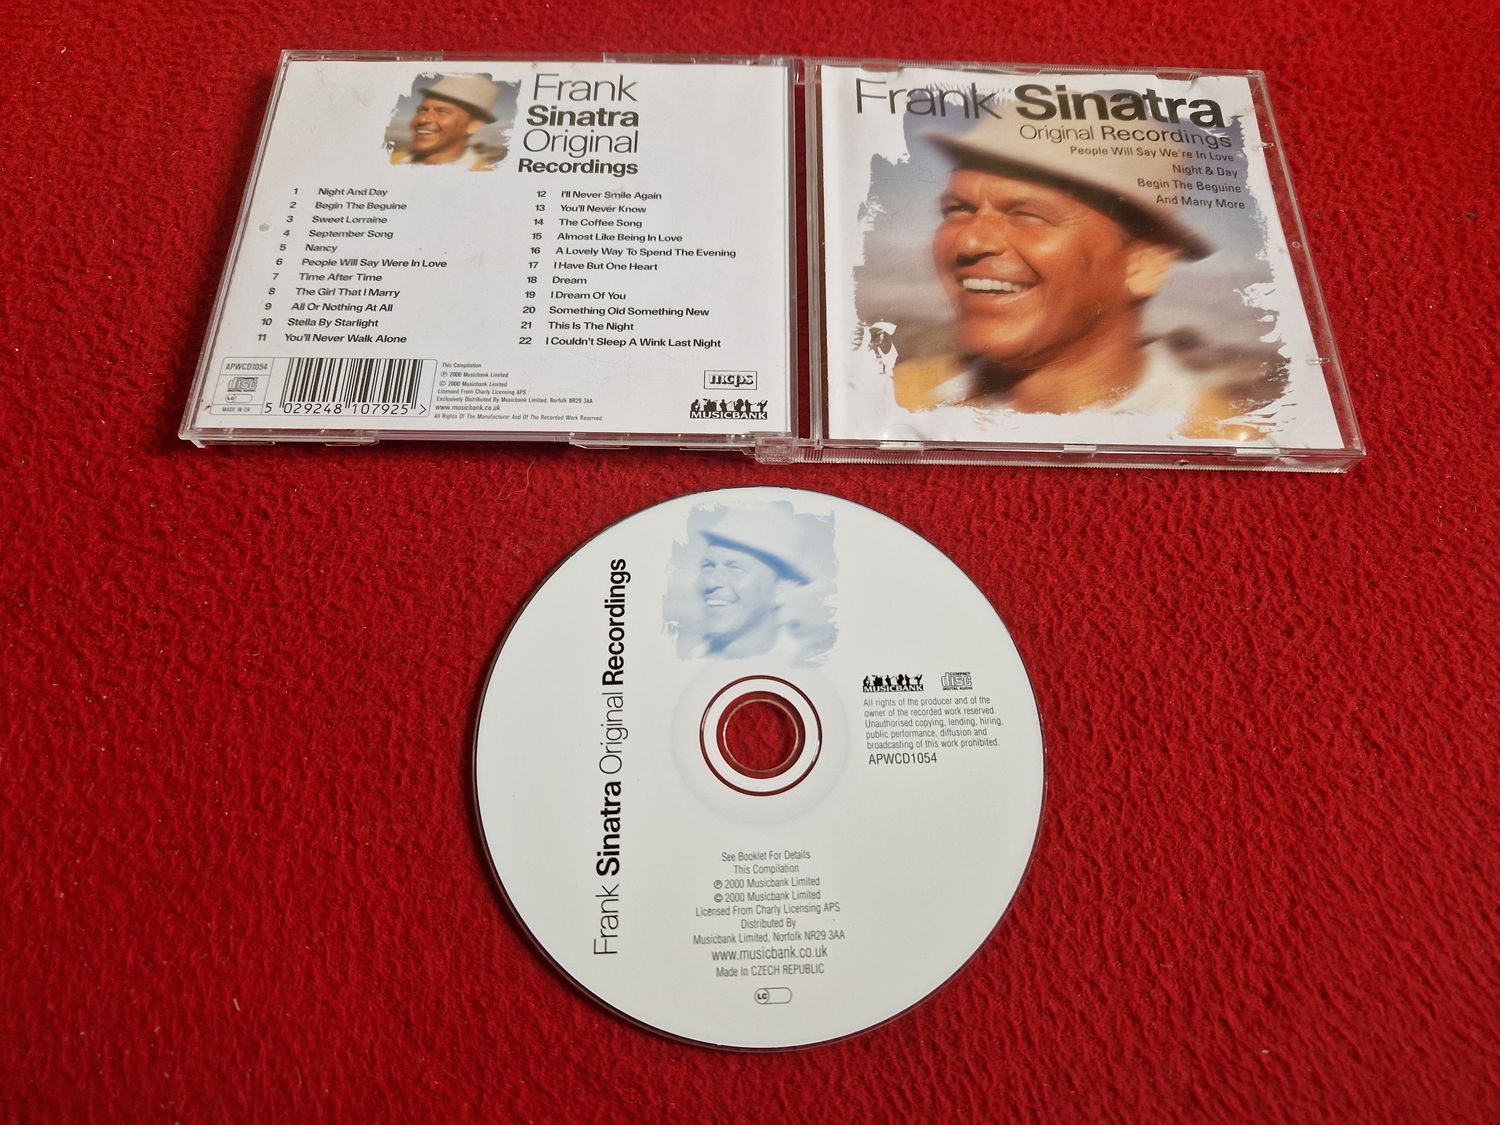 Frank
Sinatra
Original
Recordings
1 Night And Day
2 Begin The Beguine
3 Sweet Lorraine
4 September Song
5 Nancy
6 People Will Say Were In Love
7 Time After Time
8 The Girl That I Marry
9 All Or Nothing At All
10 Stella By Starlight
11 You'll Never Walk Alone
12 I'll Never Smile Again
13 You'll Never Know
14 The Coffee Song
15 Almost Like Being In Love
16 A Lovely Way To Spend The Evening
17 I Have But One Heart
18 Dream
19 I Dream Of You
20 Something Old Something New
21 This Is The Night
22 I Couldn't Sleep A Wink Last Night
APWCD1054
disc
LC
MADE IN CR
5 029248 107925 >
This Compilation
℗ 2000 Musicbank Limited
© 2000 Musicbank Limited
Licensed From Charly Licensing APS
Exclusively Distributed By Musicbank Limited, Norfolk NR29 3AA
www.musicbank.co.uk
All Rights Of The Manufacturer And Of The Recorded Work Reserved.
mcps
MUSICBANK
Frank Sinatra
Original Recordings
People Will Say We're In Love
Night & Day
Begin The Beguine
And Many More
Frank Sinatra Original Recordings
MUSICBANK
COMPACT
disc
DIGITAL AUDIO
All rights of the producer and of the
owner of the recorded work reserved.
Unauthorised copying, lending, hiring,
public performance, diffusion and
broadcasting of this work prohibited.
APWCD1054
See Booklet For Details
This Compilation
℗ 2000 Musicbank Limited
© 2000 Musicbank Limited
Licensed From Charly Licensing APS
Distributed By
Musicbank Limited, Norfolk NR29 3AA
www.musicbank.co.uk
Made In CZECH REPUBLIC
LC